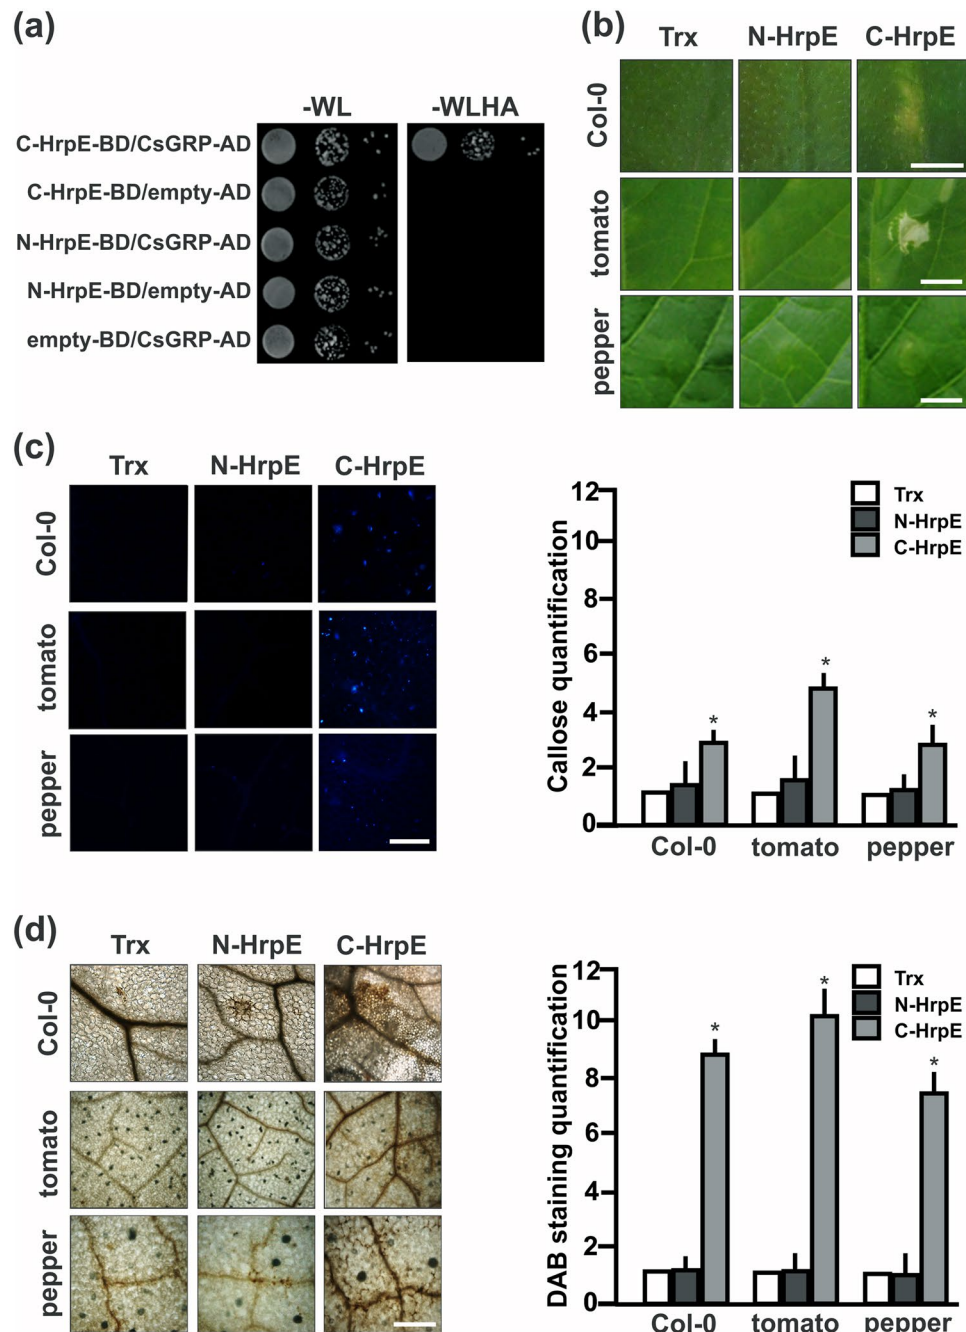 (a)
-WL -WLHA
C-HrpE-BD/CsGRP-AD
C-HrpE-BD/empty-AD
N-HrpE-BD/CsGRP-AD
N-HrpE-BD/empty-AD
empty-BD/CsGRP-AD
(b)
Trx N-HrpE C-HrpE
Col-0
tomato
pepper
(c)
Trx N-HrpE C-HrpE
Col-0
tomato
pepper
Callose quantification
12
10
8
6
4
2
0
Trx
N-HrpE
C-HrpE
* * *
Col-0 tomato pepper
(d)
Trx N-HrpE C-HrpE
Col-0
tomato
pepper
DAB staining quantification
12
10
8
6
4
2
0
Trx
N-HrpE
C-HrpE
* * *
Col-0 tomato pepper